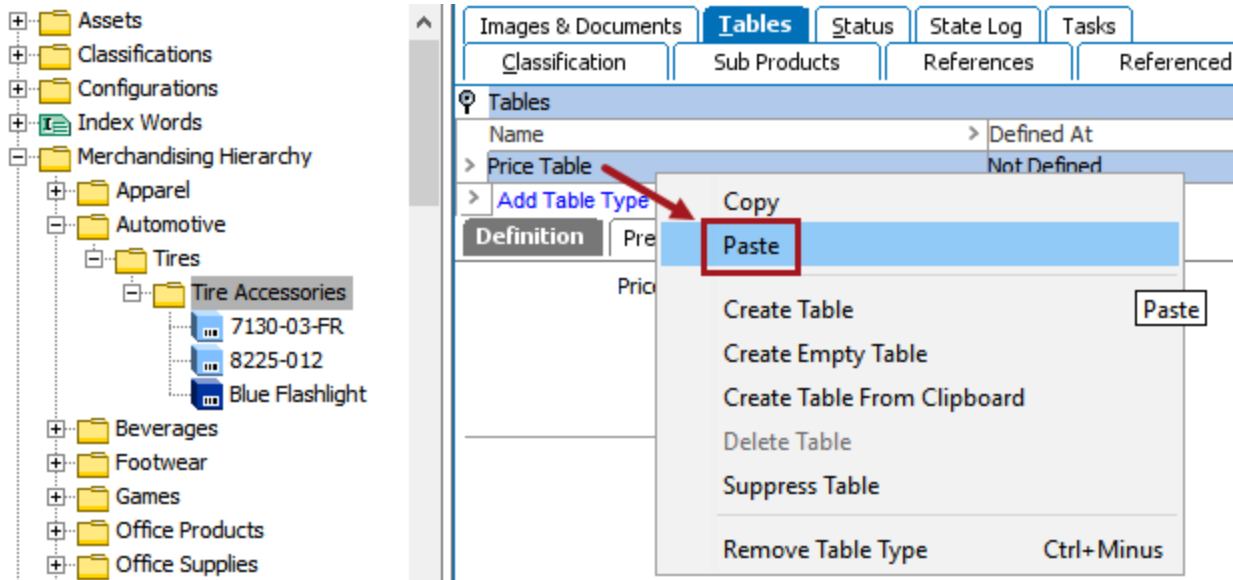 Assets
Classifications
Configurations
Index Words
Merchandising Hierarchy
Apparel
Automotive
Tires
Tire Accessories
7130-03-FR
8225-012
Blue Flashlight
Beverages
Footwear
Games
Office Products
Office Supplies
Images & Documents Tables Status State Log Tasks
Classification Sub Products References Referenced
Tables
Name > Defined At
> Price Table Not Defined
> Add Table Type
Definition Pre
Price
Copy
Paste
Create Table Paste
Create Empty Table
Create Table From Clipboard
Delete Table
Suppress Table
Remove Table Type Ctrl+Minus